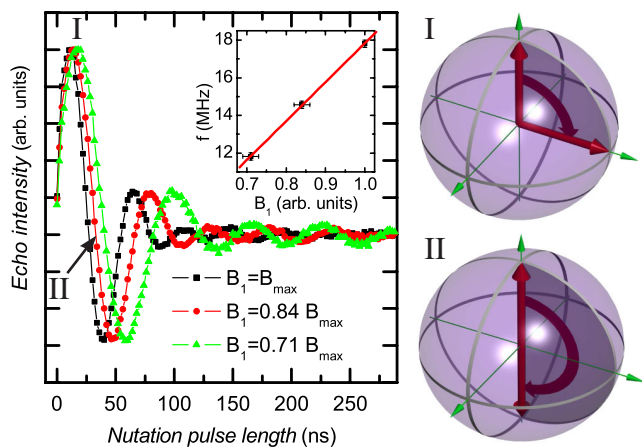 I
I
Echo intensity (arb. units)
f (MHz)
18
16
14
12
0.7 0.8 0.9 1.0
B₁ (arb. units)
II
II
B₁=Bmax
B₁=0.84 Bmax
B₁=0.71 Bmax
0 50 100 150 200 250
Nutation pulse length (ns)